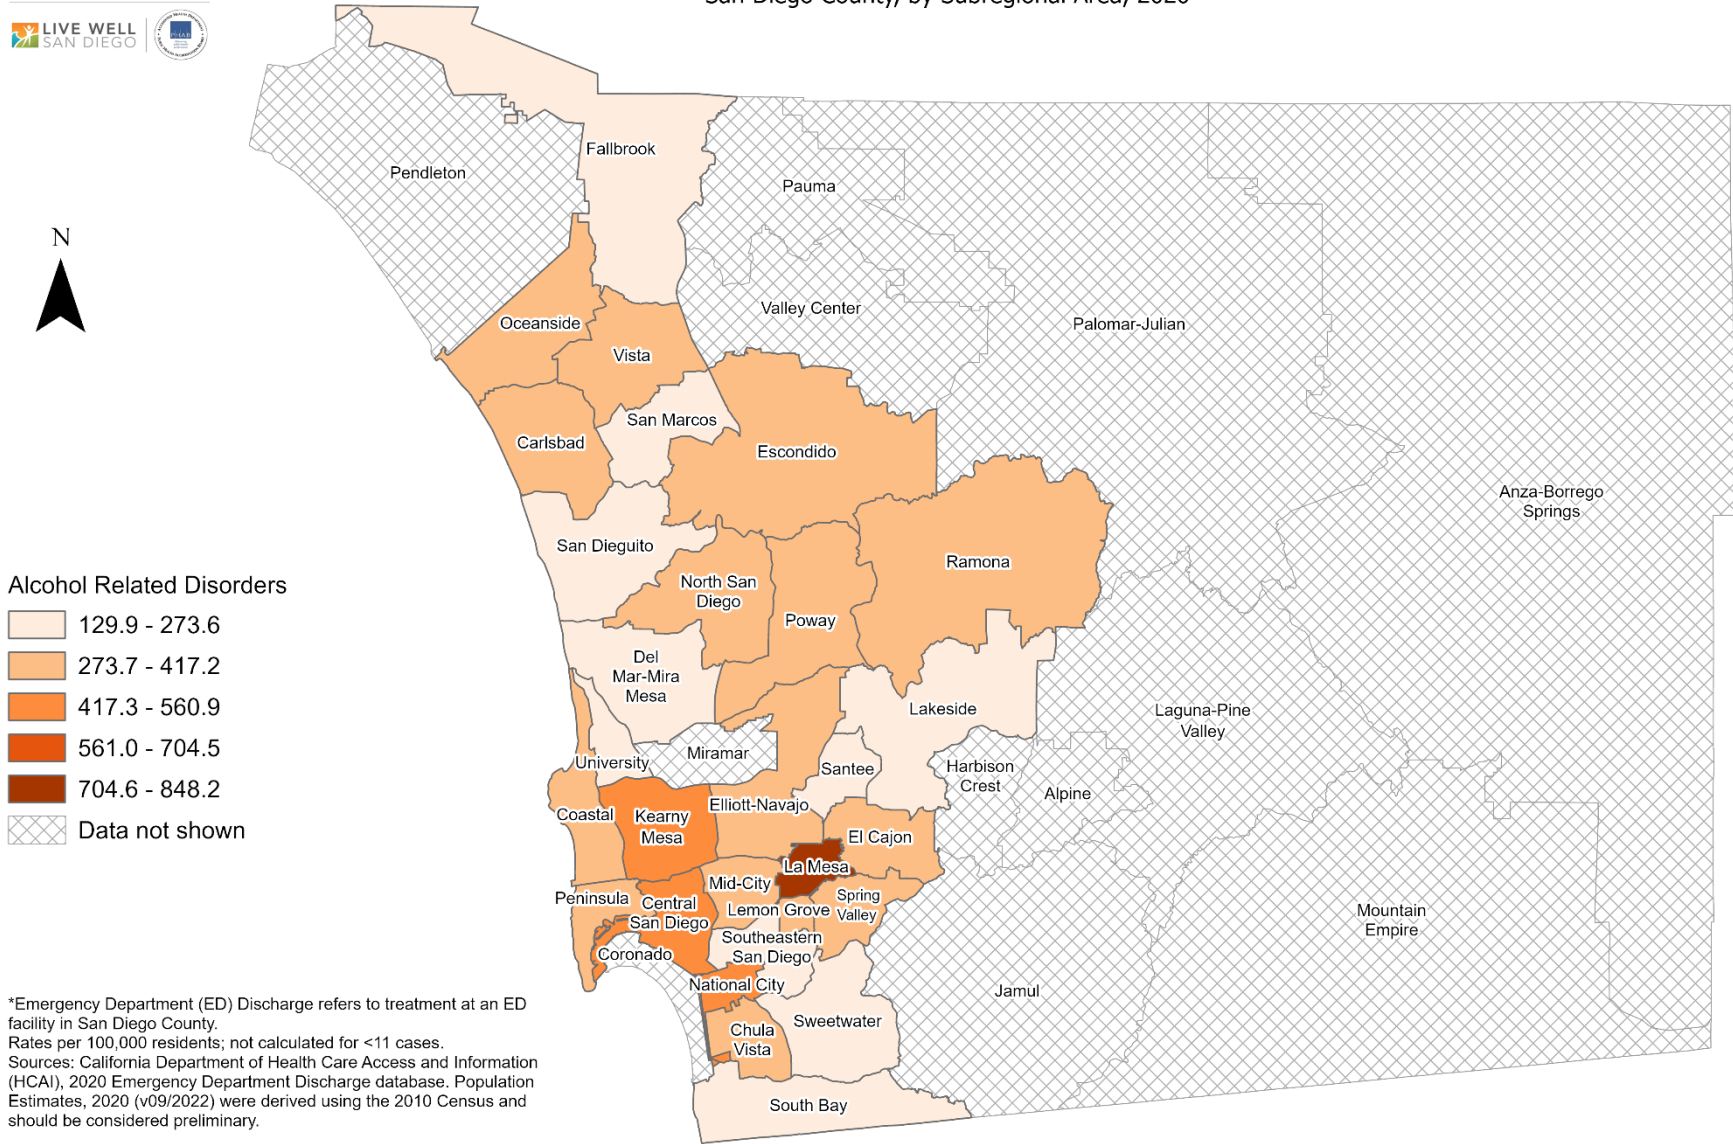 San Diego County, by Subregional Area, 2020
LIVE WELL
SAN DIEGO
PHAB
N
Fallbrook
Pendleton
Pauma
Valley Center
Palomar-Julian
Oceanside
Vista
San Marcos
Carlsbad
Escondido
Anza-Borrego
Springs
San Dieguito
Ramona
North San
Diego
Poway
Del
Mar-Mira
Mesa
Lakeside
Laguna-Pine
Valley
University
Miramar
Santee
Harbison
Crest
Alpine
Coastal
Kearny
Mesa
Elliott-Navajo
El Cajon
La Mesa
Mid-City
Peninsula
Central
San Diego
Lemon Grove
Spring
Valley
Mountain
Empire
Southeastern
San Diego
Coronado
National City
Jamul
Sweetwater
Chula
Vista
South Bay
Alcohol Related Disorders
129.9 - 273.6
273.7 - 417.2
417.3 - 560.9
561.0 - 704.5
704.6 - 848.2
Data not shown
*Emergency Department (ED) Discharge refers to treatment at an ED
facility in San Diego County.
Rates per 100,000 residents; not calculated for <11 cases.
Sources: California Department of Health Care Access and Information
(HCAI), 2020 Emergency Department Discharge database. Population
Estimates, 2020 (v09/2022) were derived using the 2010 Census and
should be considered preliminary.